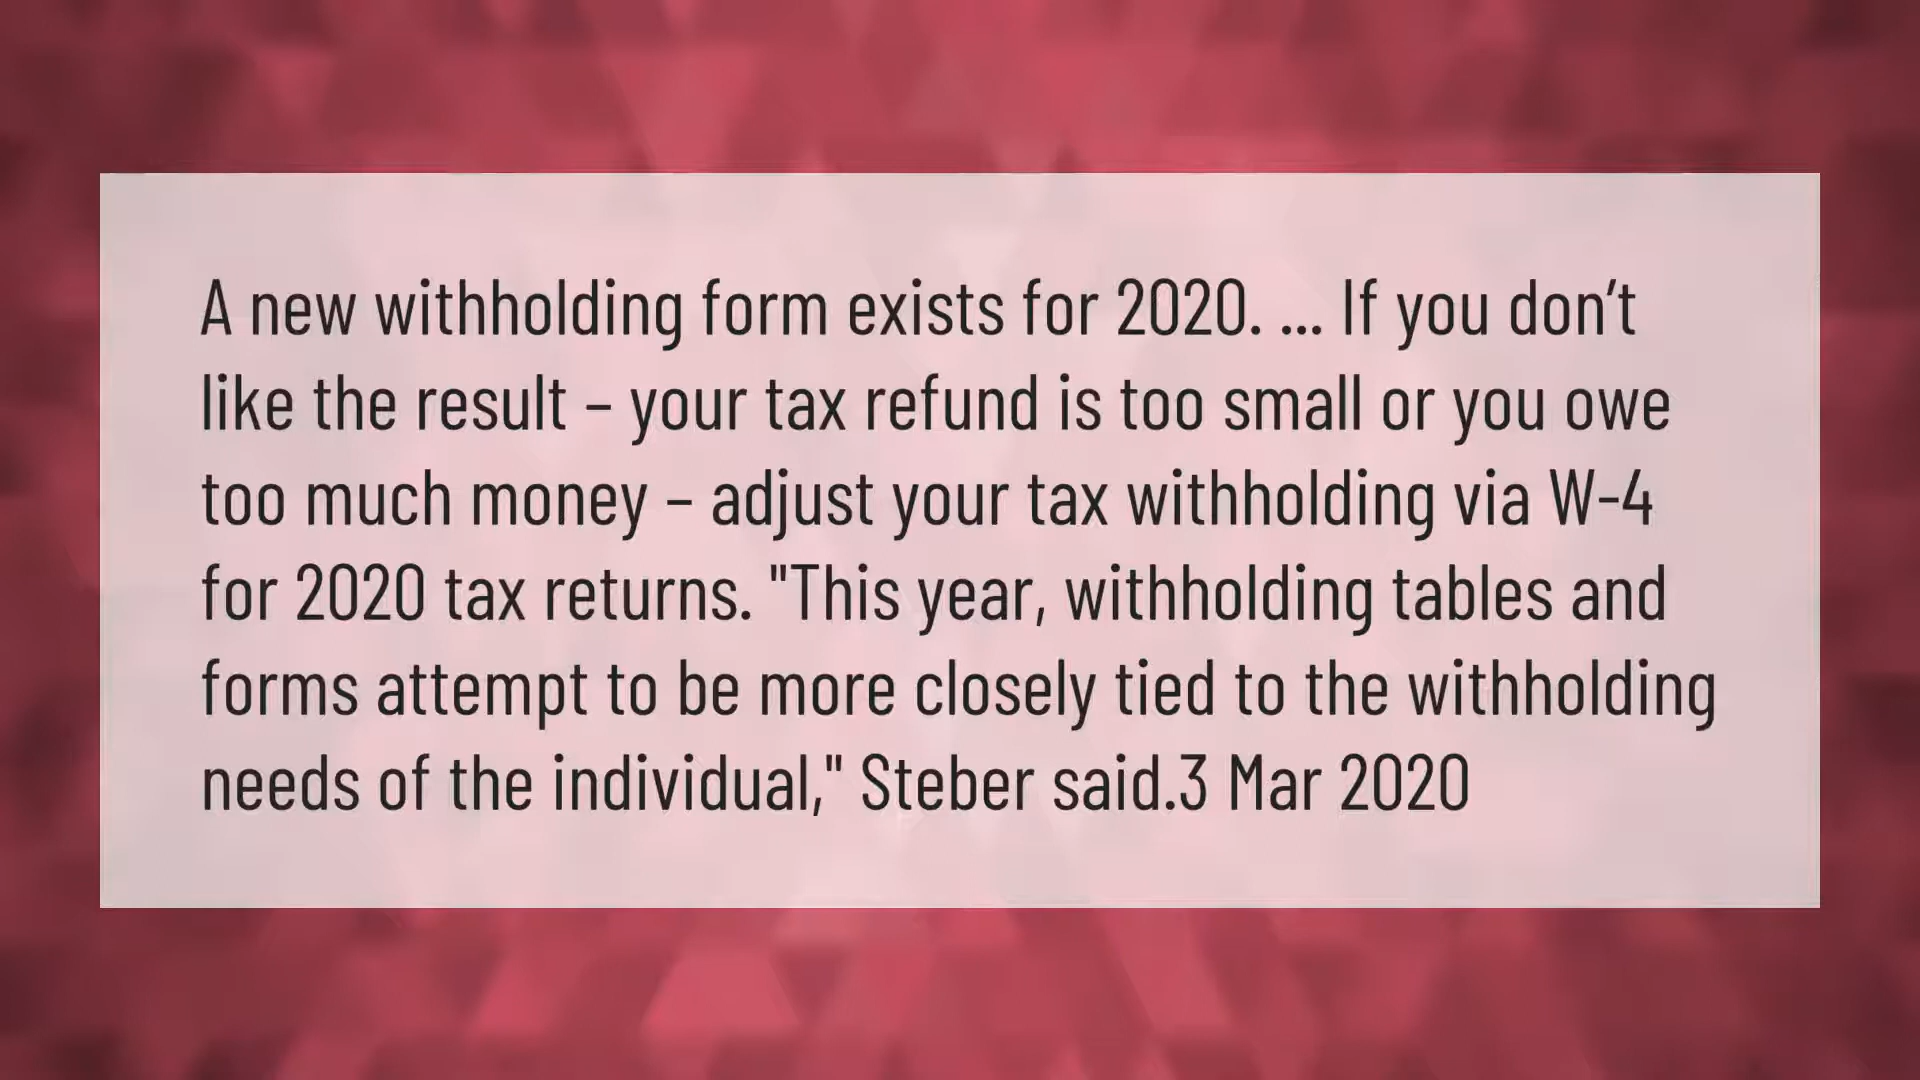 A new withholding form exists for 2020. ... If you don’t
like the result – your tax refund is too small or you owe
too much money – adjust your tax withholding via W-4
for 2020 tax returns. "This year, withholding tables and
forms attempt to be more closely tied to the withholding
needs of the individual," Steber said.3 Mar 2020